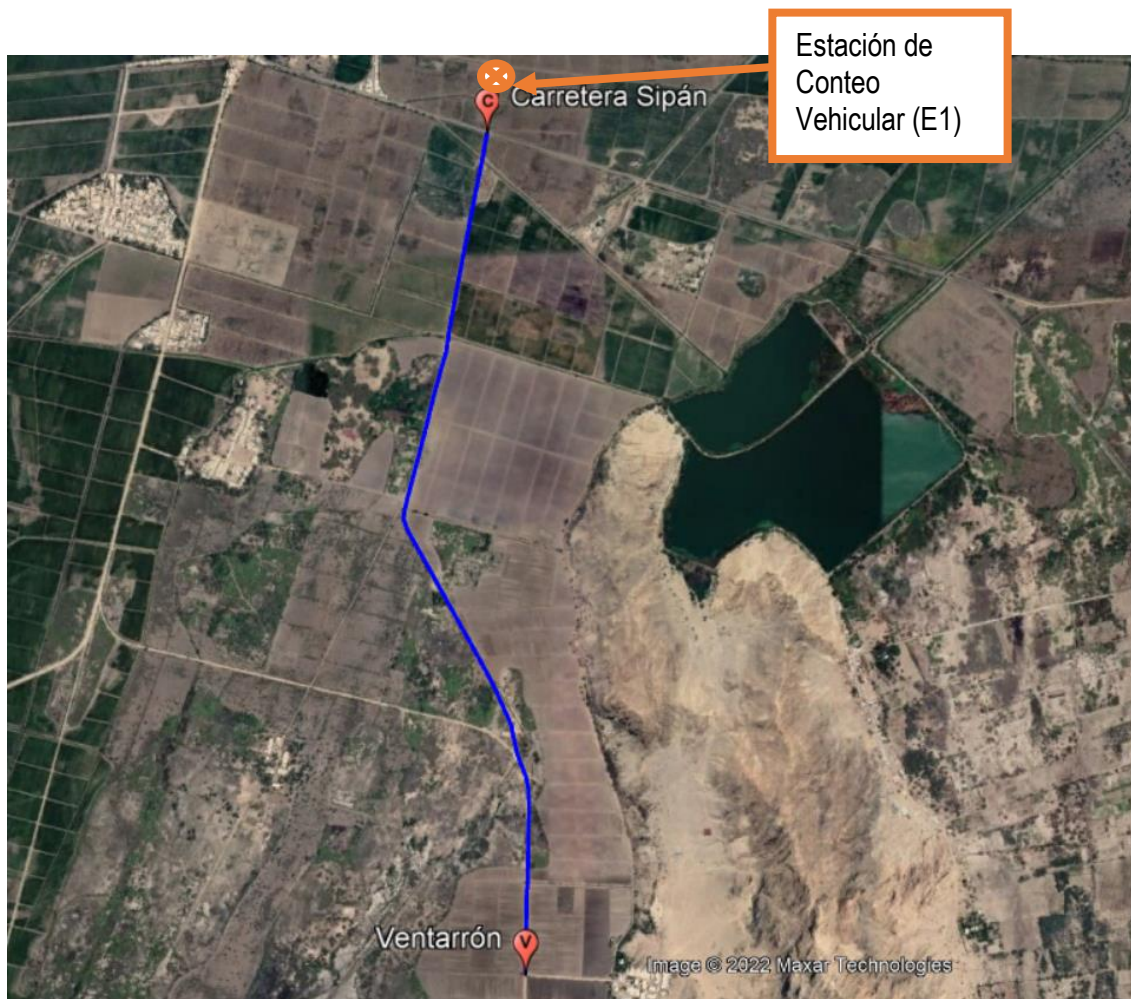 Estación de
Conteo
Vehicular (E1)
C
Carretera Sipán
Ventarrón
V
Image © 2022 Maxar Technologies